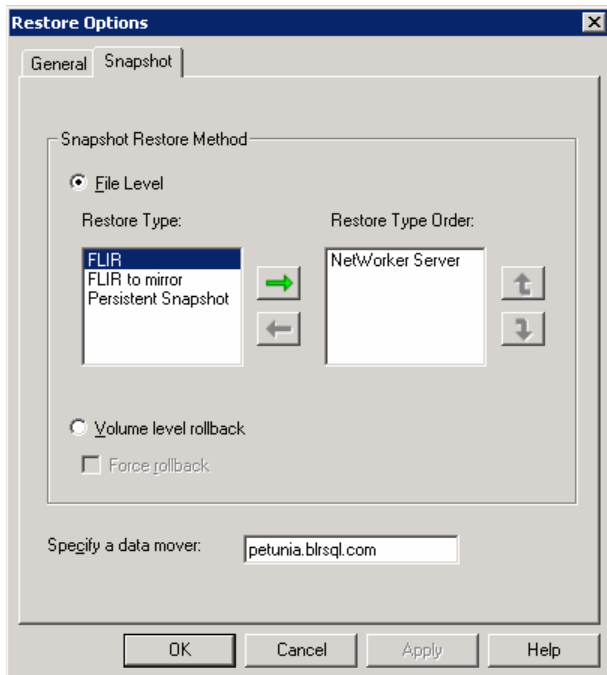 Restore Options
General
Snapshot
Snapshot Restore Method
File Level
Restore Type:
Restore Type Order:
FLIR
FLIR to mirror
Persistent Snapshot
NetWorker Server
Volume level rollback
Force rollback
Specify a data mover:
petunia.blrsql.com
OK
Cancel
Apply
Help